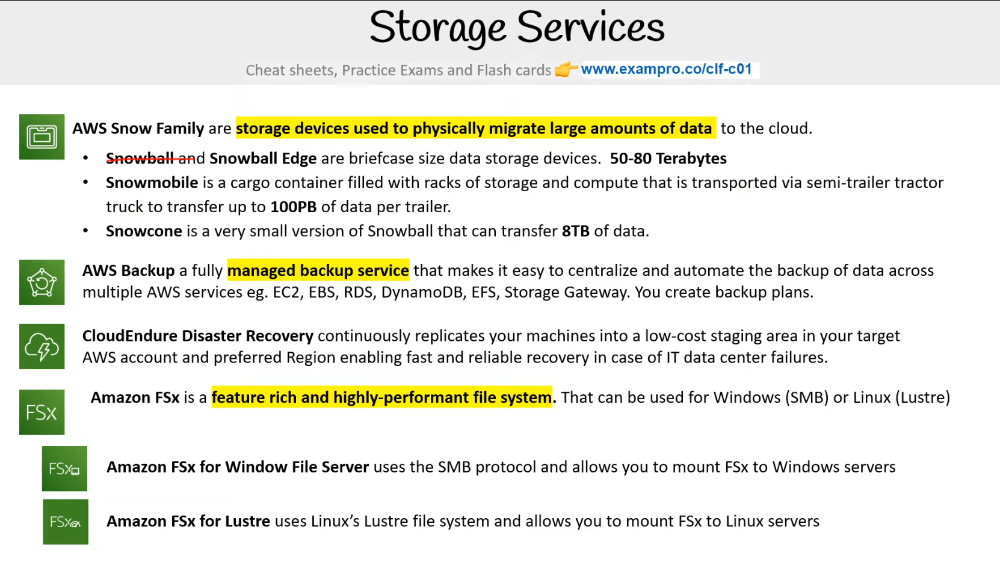 Storage Services
Cheat sheets, Practice Exams and Flash cards 👉 www.exampro.co/clf-c01
AWS Snow Family are storage devices used to physically migrate large amounts of data to the cloud.
• Snowball and Snowball Edge are briefcase size data storage devices. 50-80 Terabytes
• Snowmobile is a cargo container filled with racks of storage and compute that is transported via semi-trailer tractor
truck to transfer up to 100PB of data per trailer.
• Snowcone is a very small version of Snowball that can transfer 8TB of data.
AWS Backup a fully managed backup service that makes it easy to centralize and automate the backup of data across
multiple AWS services eg. EC2, EBS, RDS, DynamoDB, EFS, Storage Gateway. You create backup plans.
CloudEndure Disaster Recovery continuously replicates your machines into a low-cost staging area in your target
AWS account and preferred Region enabling fast and reliable recovery in case of IT data center failures.
FSx
Amazon FSx is a feature rich and highly-performant file system. That can be used for Windows (SMB) or Linux (Lustre)
FSx
Amazon FSx for Window File Server uses the SMB protocol and allows you to mount FSx to Windows servers
FSx
Amazon FSx for Lustre uses Linux’s Lustre file system and allows you to mount FSx to Linux servers